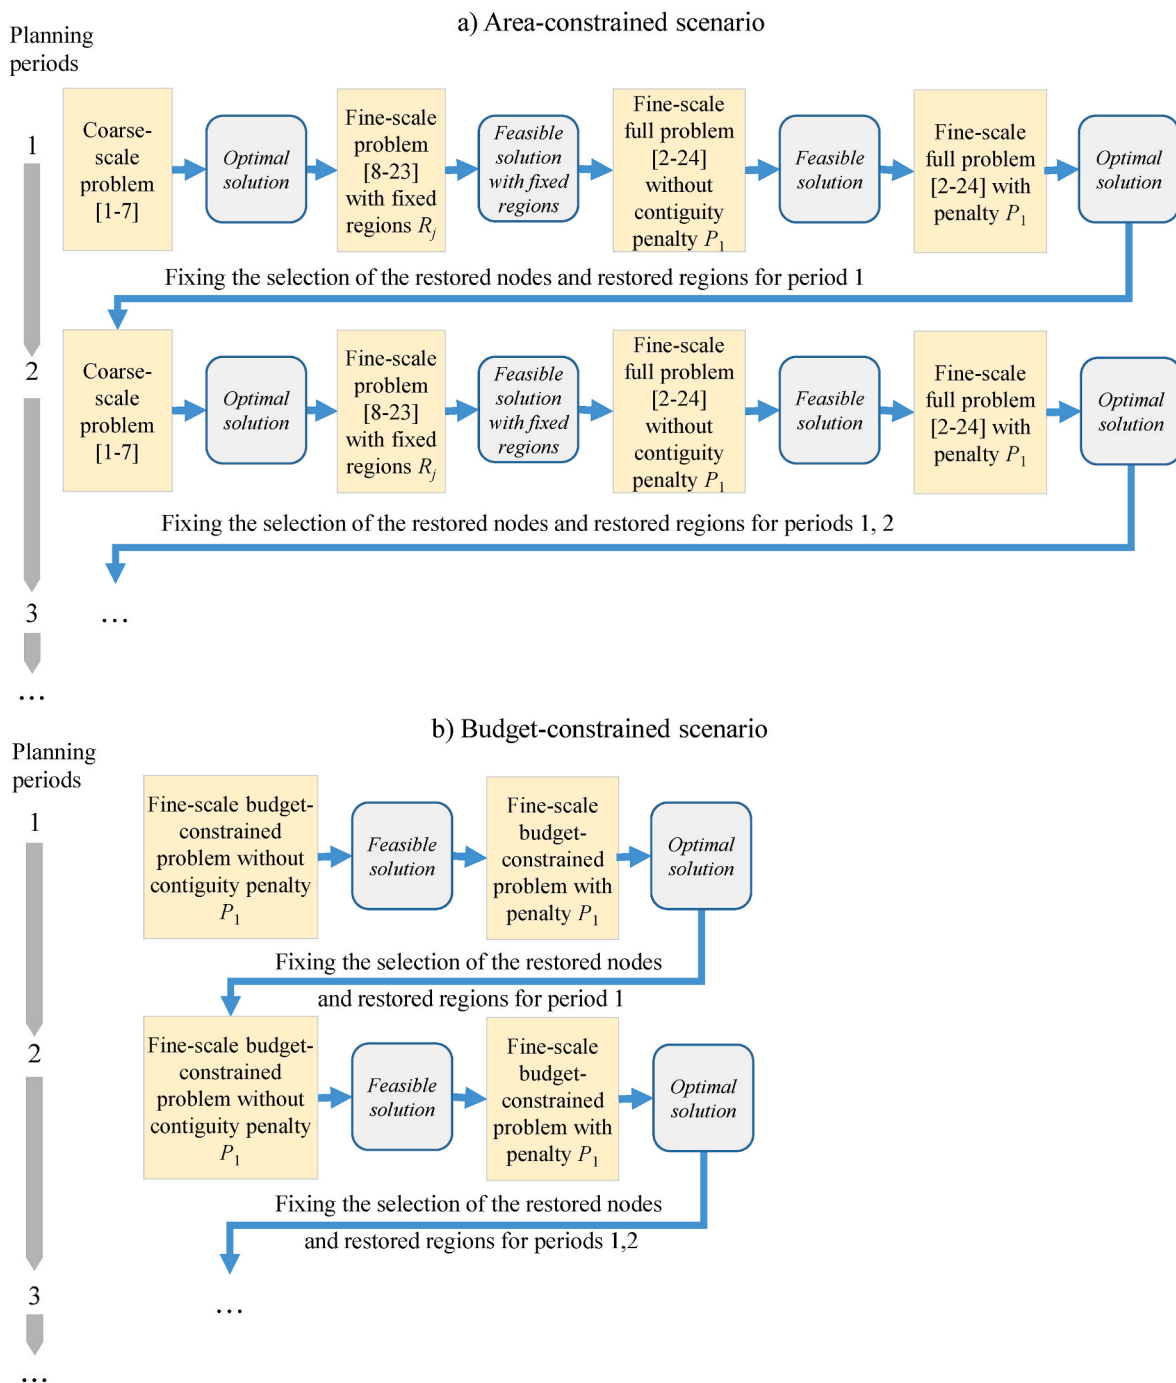 a) Area-constrained scenario
Planning
periods
1
Coarse-
scale
problem
[1-7]
Optimal
solution
Fine-scale
problem
[8-23]
with fixed
regions Rj
Feasible
solution
with fixed
regions
Fine-scale
full problem
[2-24]
without
contiguity
penalty P1
Feasible
solution
Fine-scale
full problem
[2-24] with
penalty P1
Optimal
solution
Fixing the selection of the restored nodes and restored regions for period 1
2
Coarse-
scale
problem
[1-7]
Optimal
solution
Fine-scale
problem
[8-23]
with fixed
regions Rj
Feasible
solution
with fixed
regions
Fine-scale
full problem
[2-24]
without
contiguity
penalty P1
Feasible
solution
Fine-scale
full problem
[2-24] with
penalty P1
Optimal
solution
Fixing the selection of the restored nodes and restored regions for periods 1, 2
3
...
...
b) Budget-constrained scenario
Planning
periods
1
Fine-scale budget-
constrained
problem without
contiguity penalty
P1
Feasible
solution
Fine-scale
budget-
constrained
problem with
penalty P1
Optimal
solution
Fixing the selection of the restored nodes
and restored regions for period 1
2
Fine-scale budget-
constrained
problem without
contiguity penalty
P1
Feasible
solution
Fine-scale
budget-
constrained
problem with
penalty P1
Optimal
solution
Fixing the selection of the restored nodes
and restored regions for periods 1,2
3
...
...